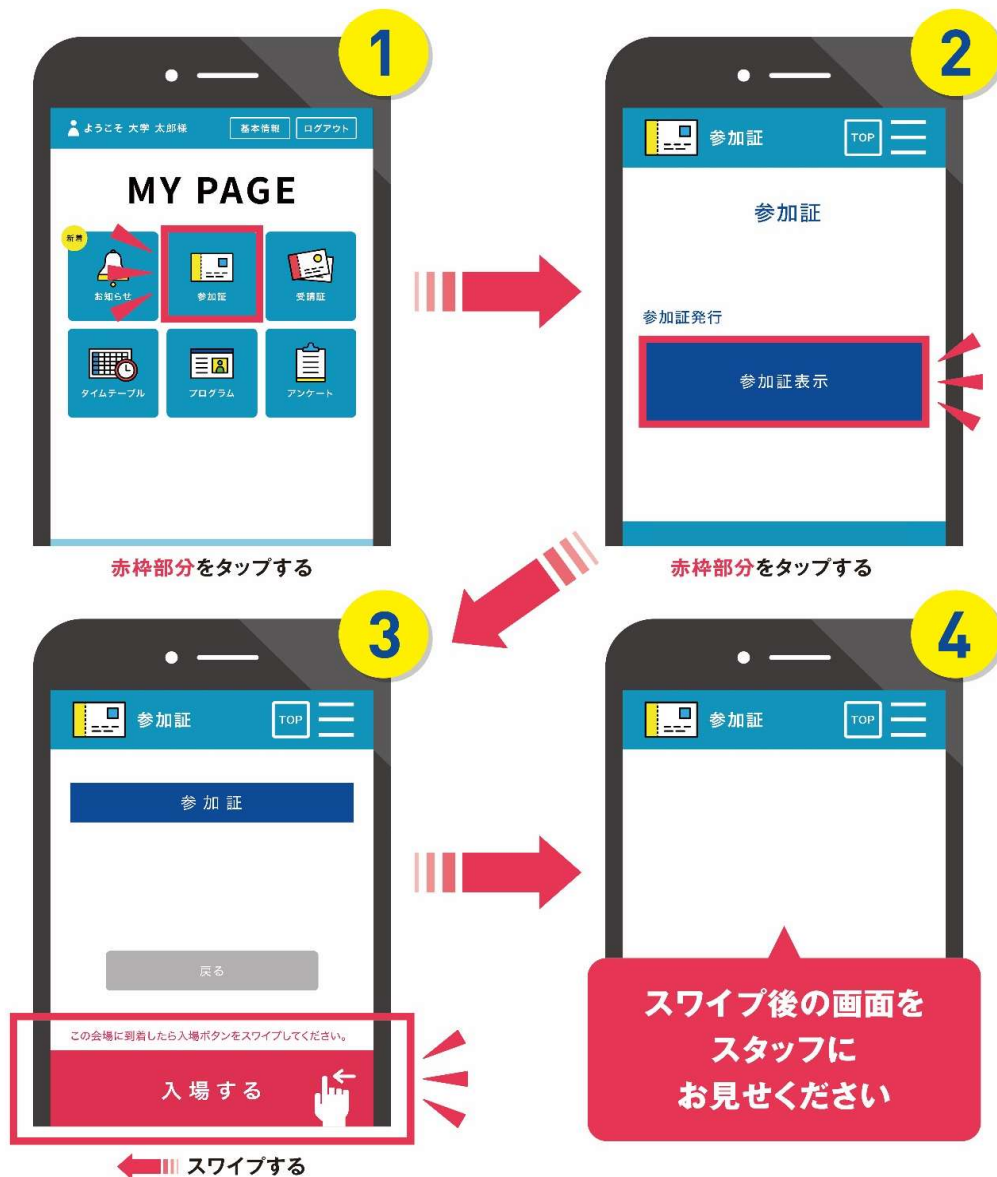 1
ようこそ 大学 太郎様 基本情報 ログアウト
MY PAGE
新着
お知らせ 参加証 受講証
タイムテーブル プログラム アンケート
赤枠部分をタップする
2
参加証 TOP
参加証
参加証発行
参加証表示
赤枠部分をタップする
3
参加証 TOP
参加証
戻る
この会場に到着したら入場ボタンをスワイプしてください。
入場する
スワイプする
4
参加証 TOP
スワイプ後の画面を
スタッフに
お見せください